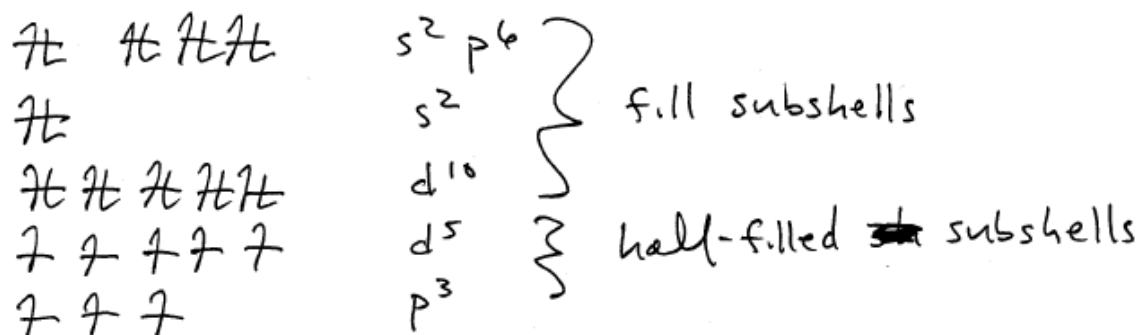 s² p⁶
s² fill subshells
d¹⁰
d⁵ half-filled subshells
p³